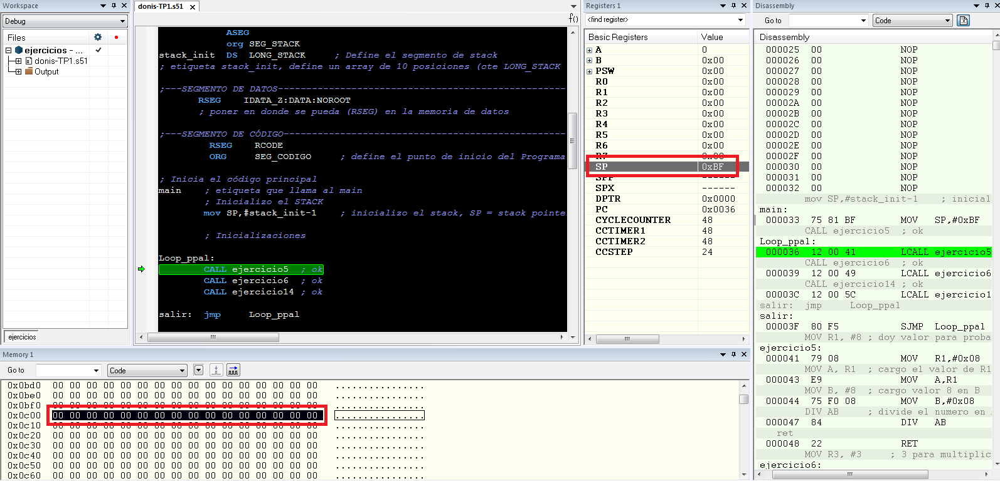 Workspace
Debug
Files
ejercicios - ...
donis-TP1.s51
Output
ejercicios
donis-TP1.s51
f()
ASEG
org SEG_STACK
stack_init DS LONG_STACK ; Define el segmento de stack
; etiqueta stack_init, define un array de 10 posiciones (cte LONG_STACK
;---SEGMENTO DE DATOS---------------------------------------------------
RSEG IDATA_Z:DATA:NOROOT
; poner en donde se pueda (RSEG) en la memoria de datos
;---SEGMENTO DE CÓDIGO--------------------------------------------------
RSEG RCODE
ORG SEG_CODIGO ; define el punto de inicio del Programa
; Inicia el código principal
main ; etiqueta que llama al main
; Inicializo el STACK
mov SP,#stack_init-1 ; inicializo el stack, SP = stack pointe
; Inicializaciones
Loop_ppal:
CALL ejercicio5 ; ok
CALL ejercicio6 ; ok
CALL ejercicio14 ; ok
salir: jmp Loop_ppal
Registers 1
<find register>
Basic Registers Value
A 0
B 0x00
PSW 0x00
R0 0x00
R1 0x00
R2 0x00
R3 0x00
R4 0x00
R5 0x00
R6 0x00
R7 0x00
SP 0xBF
SPP ------
SPX ------
DPTR 0x0000
PC 0x0036
CYCLECOUNTER 48
CCTIMER1 48
CCTIMER2 48
CCSTEP 24
Disassembly
Go to Code
Disassembly
000025 00 NOP
000026 00 NOP
000027 00 NOP
000028 00 NOP
000029 00 NOP
00002A 00 NOP
00002B 00 NOP
00002C 00 NOP
00002D 00 NOP
00002E 00 NOP
00002F 00 NOP
000030 00 NOP
000031 00 NOP
000032 00 NOP
mov SP,#stack_init-1 ; inicial
main:
000033 75 81 BF MOV SP,#0xBF
CALL ejercicio5 ; ok
Loop_ppal:
000036 12 00 41 LCALL ejercicio5
CALL ejercicio6 ; ok
000039 12 00 49 LCALL ejercicio6
CALL ejercicio14 ; ok
00003C 12 00 5C LCALL ejercicio1
salir: jmp Loop_ppal
salir:
00003F 80 F5 SJMP Loop_ppal
MOV R1, #8 ; doy valor para proba
ejercicio5:
000041 79 08 MOV R1,#0x08
MOV A, R1 ; cargo el valor de R1
000043 E9 MOV A,R1
MOV B, #8 ; cargo valor 8 en B
000044 75 F0 08 MOV B,#0x08
DIV AB ; divide el numero en
000047 84 DIV AB
ret
000048 22 RET
MOV R3, #3 ; 3 para multiplic
ejercicio6:
Memory 1
Go to Code
0x0bd0 00 00 00 00 00 00 00 00 00 00 00 00 00 00 00 00 ................
0x0be0 00 00 00 00 00 00 00 00 00 00 00 00 00 00 00 00 ................
0x0bf0 00 00 00 00 00 00 00 00 00 00 00 00 00 00 00 00 ................
0x0c00 00 00 00 00 00 00 00 00 00 00 00 00 00 00 00 00 ................
0x0c10 00 00 00 00 00 00 00 00 00 00 00 00 00 00 00 00 ................
0x0c20 00 00 00 00 00 00 00 00 00 00 00 00 00 00 00 00 ................
0x0c30 00 00 00 00 00 00 00 00 00 00 00 00 00 00 00 00 ................
0x0c40 00 00 00 00 00 00 00 00 00 00 00 00 00 00 00 00 ................
0x0c50 00 00 00 00 00 00 00 00 00 00 00 00 00 00 00 00 ................
0x0c60 00 00 00 00 00 00 00 00 00 00 00 00 00 00 00 00 ................